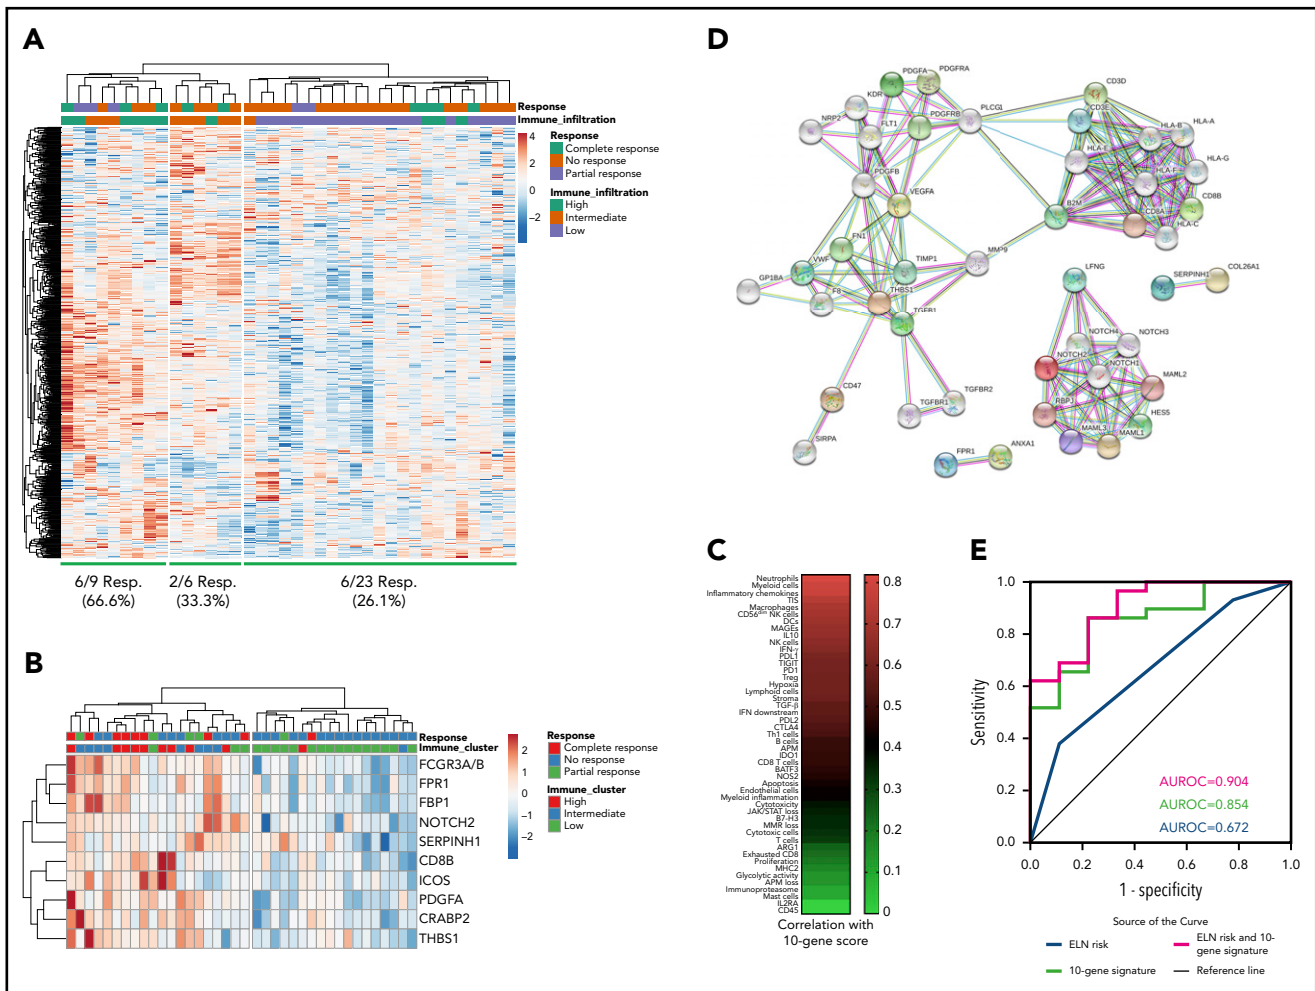 A
Response
Immune_infiltration
4
2
0
−2
Response
Complete response
No response
Partial response
Immune_infiltration
High
Intermediate
Low
6/9 Resp.
(66.6%)
2/6 Resp.
(33.3%)
6/23 Resp.
(26.1%)
B
Response
Immune_cluster
FCGR3A/B
FPR1
FBP1
NOTCH2
SERPINH1
CD8B
ICOS
PDGFA
CRABP2
THBS1
2
1
0
−1
−2
Response
Complete response
No response
Partial response
Immune_cluster
High
Intermediate
Low
D
PDGFA
PDGFRA
KDR
NRP2
FLT1
PDGFRB
PLCG1
CD3D
CD3E
HLA-B
HLA-A
HLA-E
HLA-G
HLA-F
PDGFB
VEGFA
B2M
CD8A
CD8B
HLA-C
FN1
VWF
TIMP1
MMP9
GP1BA
F8
THBS1
TGFB1
LFNG
SERPINH1
COL26A1
NOTCH4
NOTCH3
NOTCH2
NOTCH1
MAML2
CD47
TGFBR1
TGFBR2
RBPJ
HES5
SIRPA
MAML3
MAML1
FPR1
ANXA1
C
Neutrophils
Myeloid cells
Inflammatory chemokines
TIS
Macrophages
CD56dim NK cells
DCs
MAGEs
IL10
NK cells
IFN-γ
PDL1
TIGIT
PD1
Treg
Hypoxia
Lymphoid cells
Stroma
TGF-β
IFN downstream
PDL2
CTLA4
Th1 cells
B cells
APM
IDO1
CD8 T cells
BATF3
NOS2
Apoptosis
Endothelial cells
Myeloid inflammation
Cytotoxicity
JAK/STAT loss
B7-H3
MMR loss
Cytotoxic cells
T cells
ARG1
Exhausted CD8
Proliferation
MHC2
Glycolytic activity
APM loss
Immunoproteasome
Mast cells
IL2RA
CD45
0.8
0.7
0.6
0.5
0.4
0.3
0.2
0.1
0
Correlation with
10-gene score
E
Sensitivity
1.0
0.8
0.6
0.4
0.2
0.0
AUROC=0.904
AUROC=0.854
AUROC=0.672
0.0
0.2
0.4
0.6
0.8
1.0
1 - specificity
Source of the Curve
ELN risk
ELN risk and 10-
gene signature
10-gene signature
Reference line